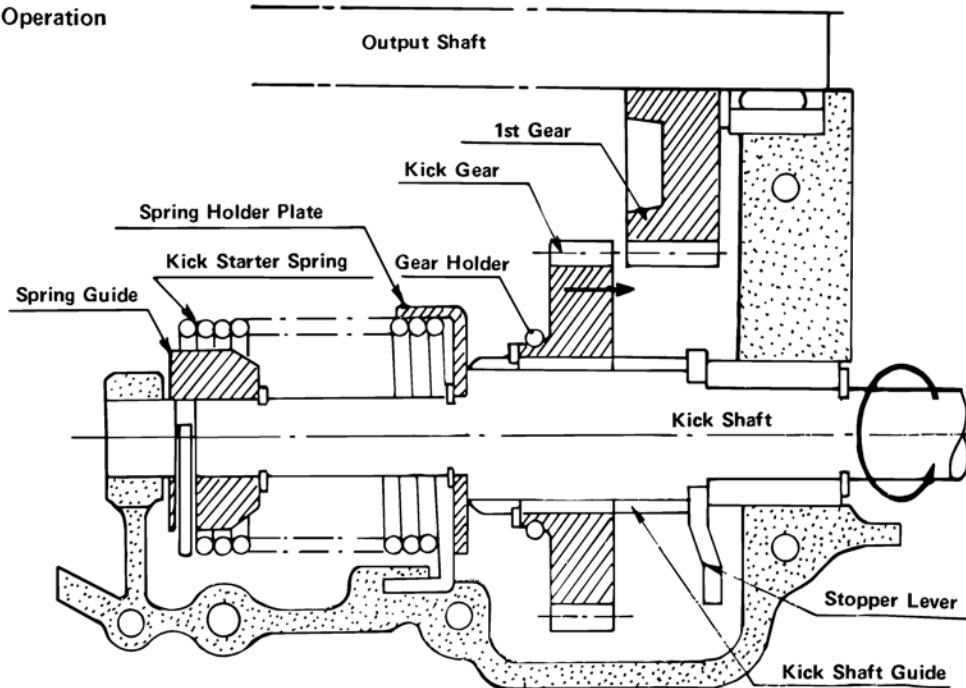 Operation
Output Shaft
1st Gear
Kick Gear
Spring Holder Plate
Kick Starter Spring
Gear Holder
Spring Guide
Kick Shaft
Stopper Lever
Kick Shaft Guide